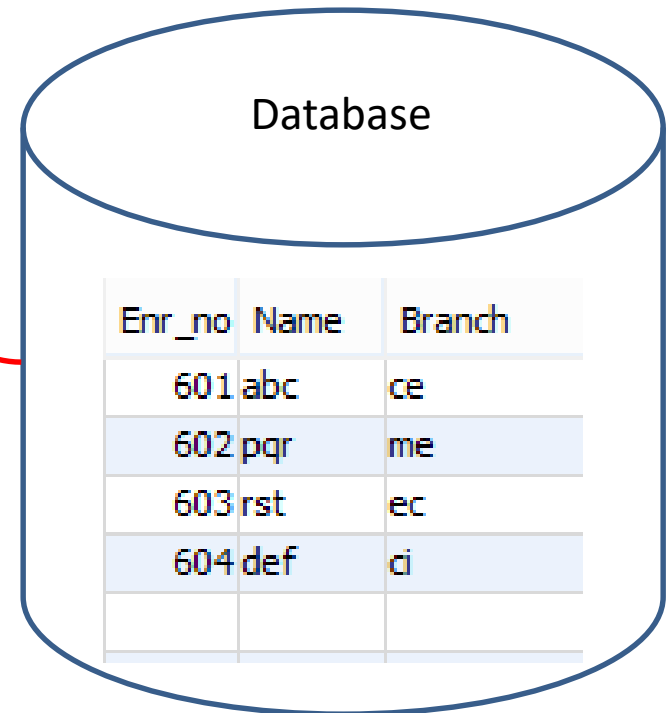 Database
Enr_no Name Branch
601 abc ce
602 pqr me
603 rst ec
604 def ci